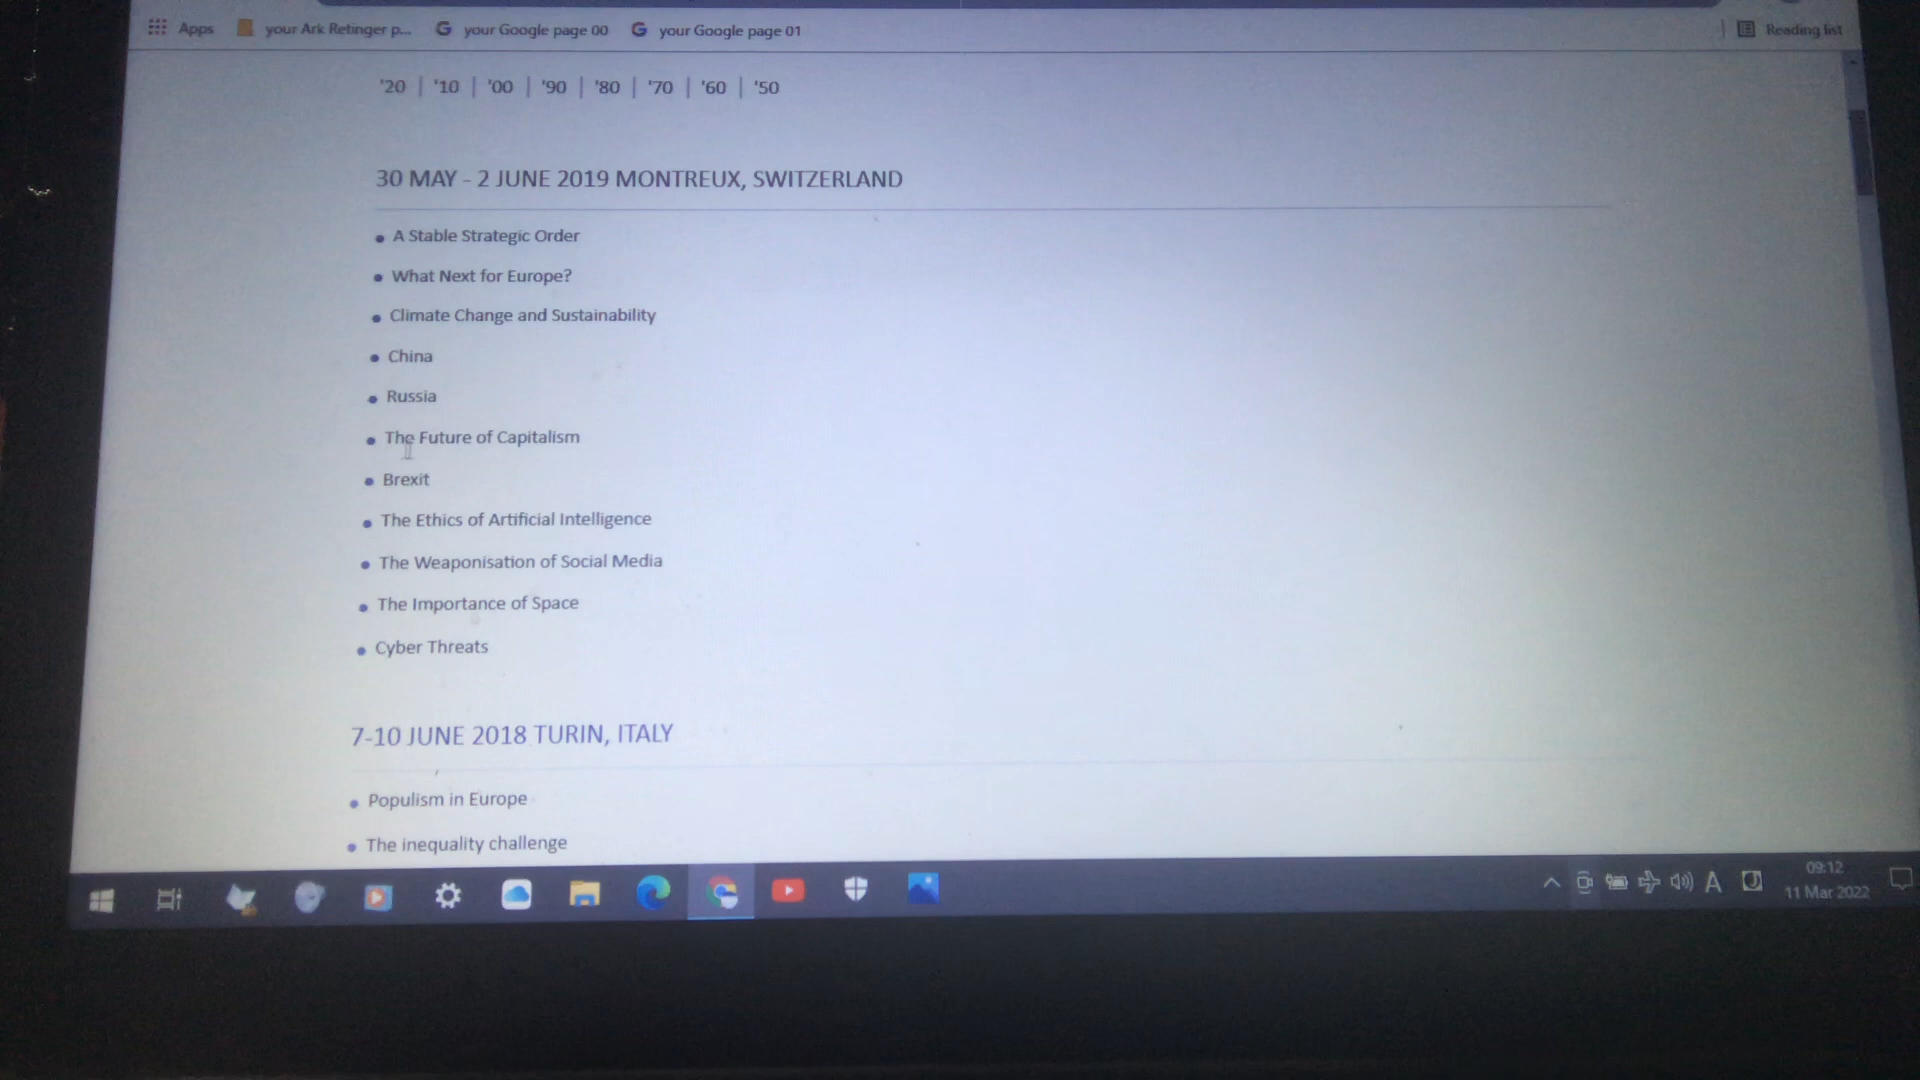 Apps your Ark Retinger p... your Google page 00 your Google page 01 Reading list
'20 | '10 | '00 | '90 | '80 | '70 | '60 | '50
30 MAY - 2 JUNE 2019 MONTREUX, SWITZERLAND
• A Stable Strategic Order
• What Next for Europe?
• Climate Change and Sustainability
• China
• Russia
• The Future of Capitalism
• Brexit
• The Ethics of Artificial Intelligence
• The Weaponisation of Social Media
• The Importance of Space
• Cyber Threats
7-10 JUNE 2018 TURIN, ITALY
• Populism in Europe
• The inequality challenge
A 09:12
11 Mar 2022